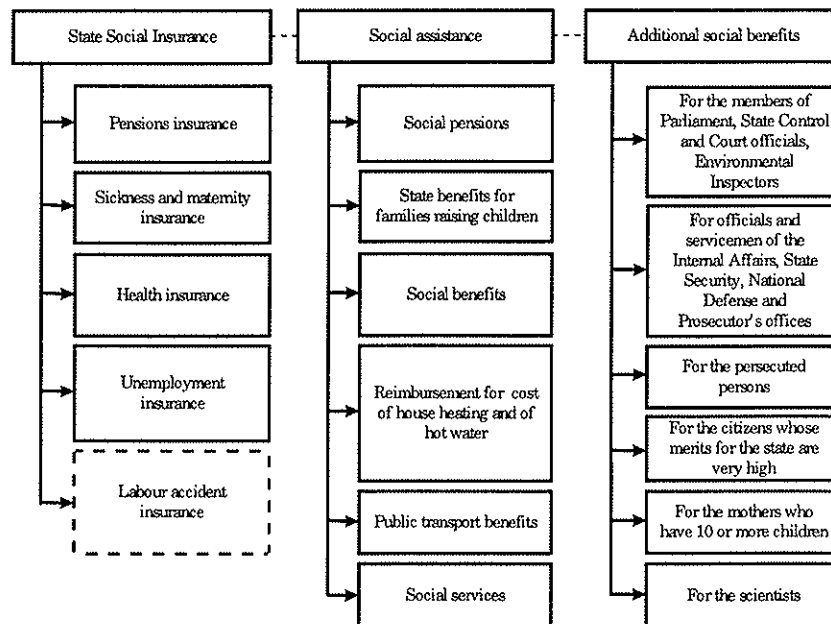 State Social Insurance
Pensions insurance
Sickness and maternity
insurance
Health insurance
Unemployment
insurance
Labour accident
insurance
Social assistance
Social pensions
State benefits for
families raising children
Social benefits
Reimbursement for cost
of house heating and of
hot water
Public transport benefits
Social services
Additional social benefits
For the members of
Parliament, State Control
and Court officials,
Environmental
Inspectors
For officials and
servicemen of the
Internal Affairs, State
Security, National
Defense and
Prosecutor's offices
For the persecuted
persons
For the citizens whose
merits for the state are
very high
For the mothers who
have 10 or more children
For the scientists